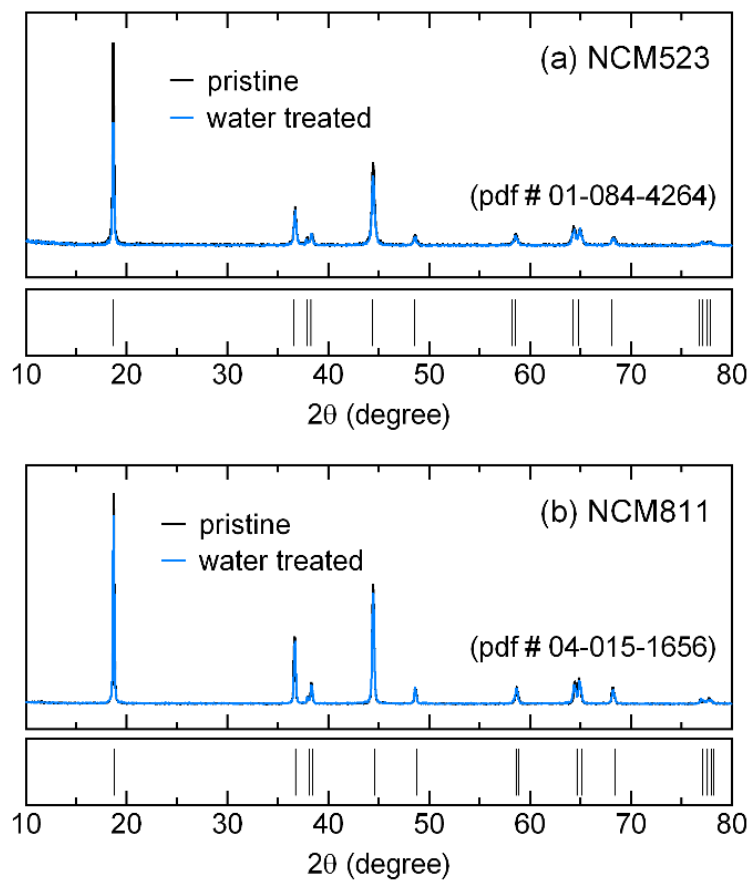 (a) NCM523
pristine
water treated
(pdf # 01-084-4264)
10 20 30 40 50 60 70 80
2θ (degree)
(b) NCM811
pristine
water treated
(pdf # 04-015-1656)
10 20 30 40 50 60 70 80
2θ (degree)